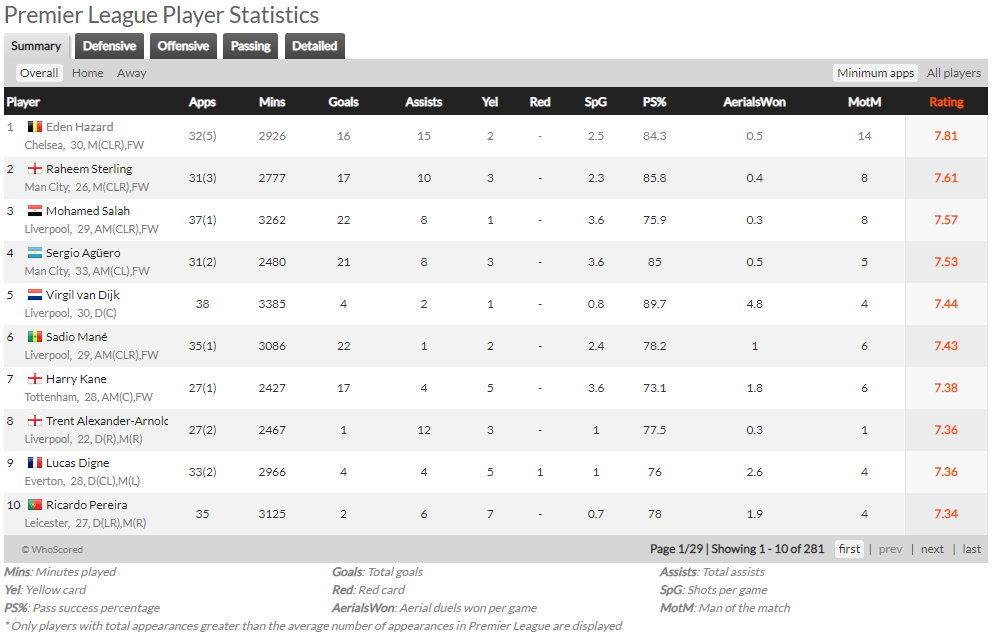 Premier League Player Statistics
Summary Defensive Offensive Passing Detailed
Overall Home Away Minimum apps All players
Player Apps Mins Goals Assists Yel Red SpG PS% AerialsWon MotM Rating
1 Eden Hazard 32(5) 2926 16 15 2 - 2.5 84.3 0.5 14 7.81
Chelsea, 30, M(CLR),FW
2 Raheem Sterling 31(3) 2777 17 10 3 - 2.3 85.8 0.4 8 7.61
Man City, 26, M(CLR),FW
3 Mohamed Salah 37(1) 3262 22 8 1 - 3.6 75.9 0.3 8 7.57
Liverpool, 29, AM(CLR),FW
4 Sergio Agüero 31(2) 2480 21 8 3 - 3.6 85 0.5 5 7.53
Man City, 33, AM(CL),FW
5 Virgil van Dijk 38 3385 4 2 1 - 0.8 89.7 4.8 4 7.44
Liverpool, 30, D(C)
6 Sadio Mané 35(1) 3086 22 1 2 - 2.4 78.2 1 6 7.43
Liverpool, 29, AM(CLR),FW
7 Harry Kane 27(1) 2427 17 4 5 - 3.6 73.1 1.8 6 7.38
Tottenham, 28, AM(C),FW
8 Trent Alexander-Arnolc 27(2) 2467 1 12 3 - 1 77.5 0.3 1 7.36
Liverpool, 22, D(R),M(R)
9 Lucas Digne 33(2) 2966 4 4 5 1 1 76 2.6 4 7.36
Everton, 28, D(CL),M(L)
10 Ricardo Pereira 35 3125 2 6 7 - 0.7 78 1.9 4 7.34
Leicester, 27, D(LR),M(R)
© WhoScored Page 1/29 | Showing 1 - 10 of 281 first | prev | next | last
Mins: Minutes played Goals: Total goals Assists: Total assists
Yel: Yellow card Red: Red card SpG: Shots per game
PS%: Pass success percentage AerialsWon: Aerial duels won per game MotM: Man of the match
* Only players with total appearances greater than the average number of appearances in Premier League are displayed